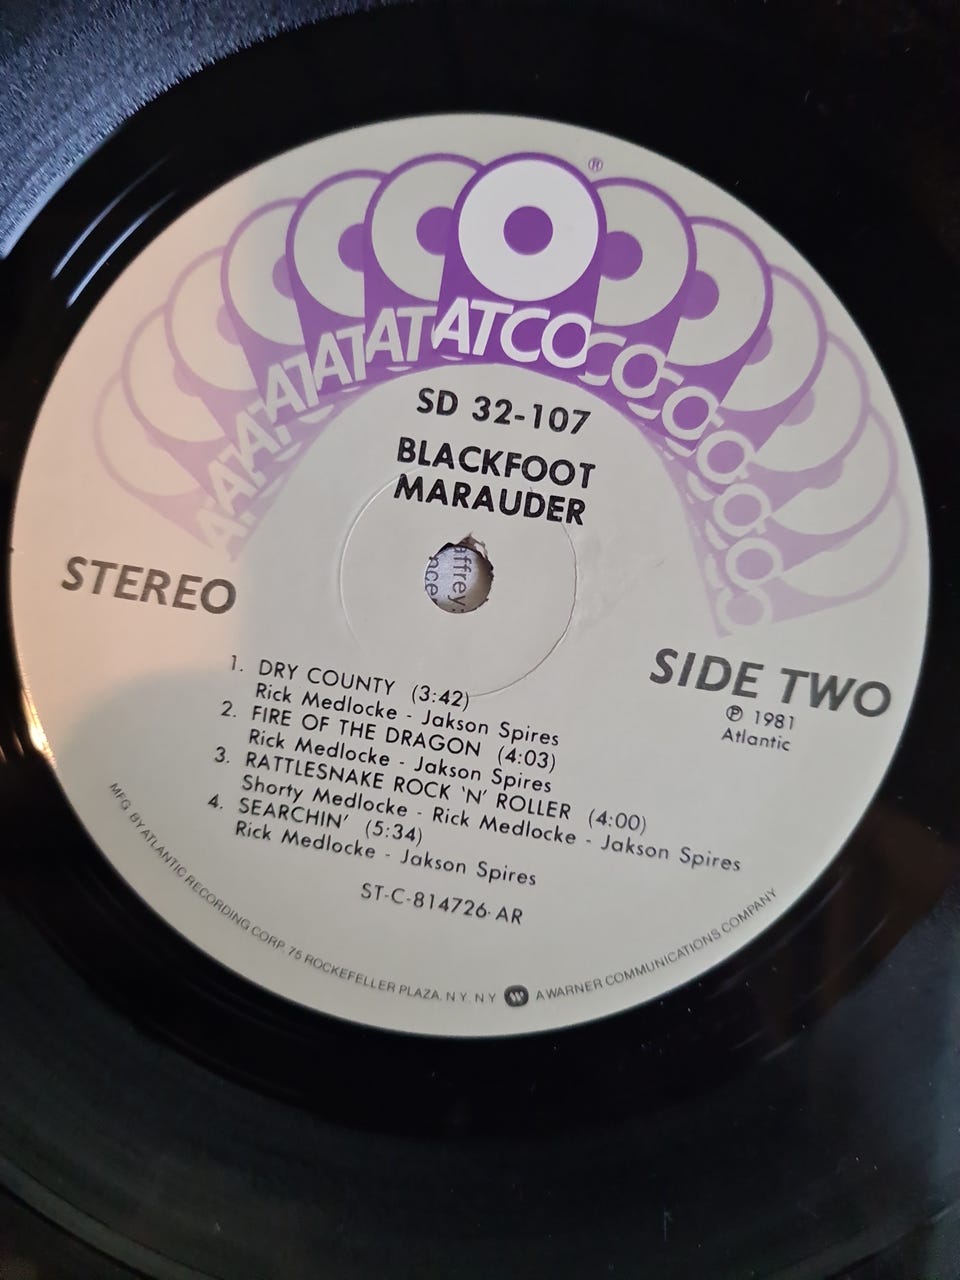 ®
ATATATATATATCOCOCOCOCOCOCO
SD 32-107
BLACKFOOT
MARAUDER
affrey
STEREO
SIDE TWO
℗ 1981
Atlantic
1. DRY COUNTY (3:42)
Rick Medlocke - Jakson Spires
2. FIRE OF THE DRAGON (4:03)
Rick Medlocke - Jakson Spires
3. RATTLESNAKE ROCK 'N' ROLLER (4:00)
Shorty Medlocke - Rick Medlocke - Jakson Spires
4. SEARCHIN' (5:34)
Rick Medlocke - Jakson Spires
ST-C-814726-AR
MFG. BY ATLANTIC RECORDING CORP. 75 ROCKEFELLER PLAZA. N.Y. N.Y. W A WARNER COMMUNICATIONS COMPANY